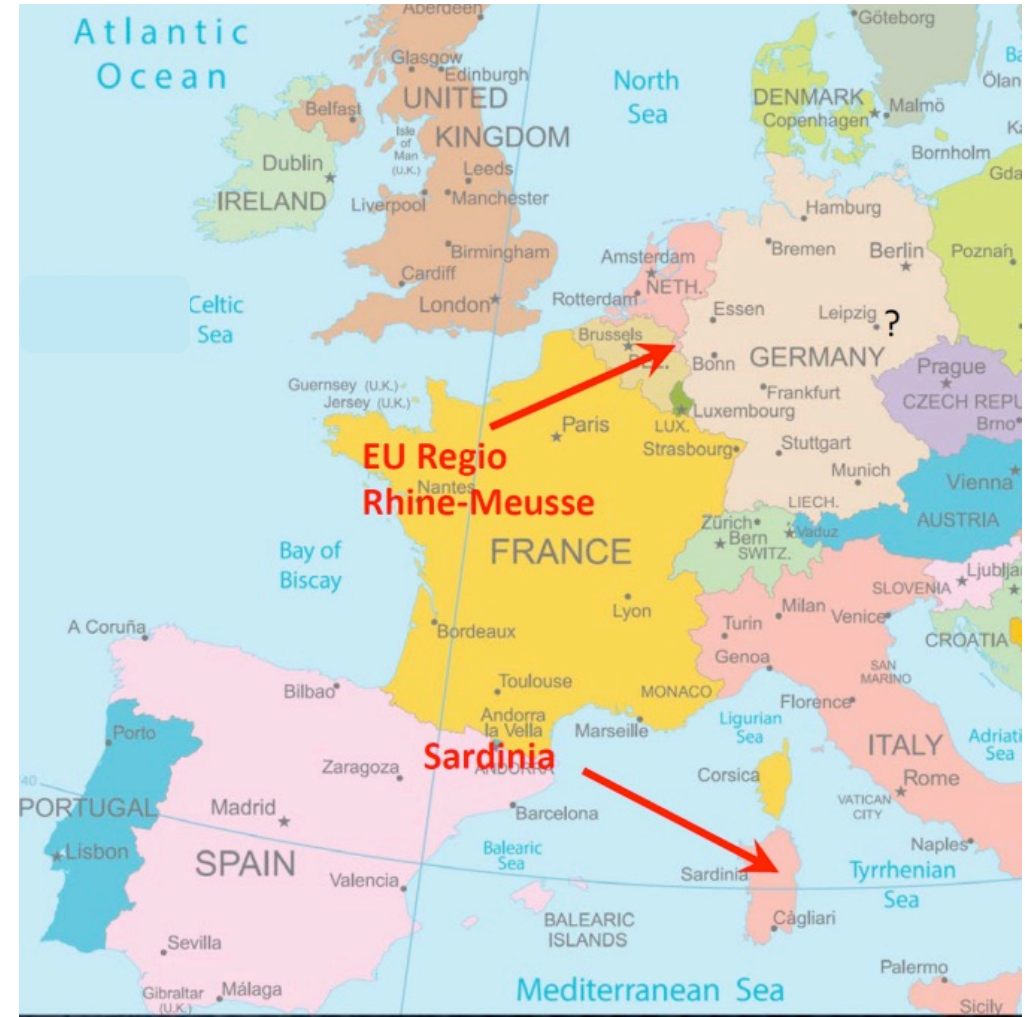 Aberdeen
Atlantic
Ocean
Göteborg
Glasgow
Edinburgh
North
Sea
UNITED
KINGDOM
DENMARK
Copenhagen
Malmö
Belfast
Isle
of
Man
(U.K.)
Dublin
IRELAND
Leeds
Liverpool
Manchester
Bornholm
Hamburg
Birmingham
Cardiff
London
Amsterdam
NETH.
Rotterdam
Bremen
Berlin
Poznań
Celtic
Sea
Essen
Leipzig
?
Brussels
Bonn
GERMANY
Prague
CZECH REPU
Brno
Guernsey (U.K.)
Jersey (U.K.)
Frankfurt
Luxembourg
LUX.
Paris
Strasbourg
Stuttgart
Munich
EU Regio
Rhine-Meusse
Nantes
Vienna
LIECH.
AUSTRIA
Zürich
Bern
SWITZ.
Vaduz
Bay of
Biscay
FRANCE
SLOVENIA
Ljublja
Lyon
Milan
Venice
Turin
Genoa
CROATIA
A Coruña
Bordeaux
SAN
MARINO
Bilbao
Toulouse
MONACO
Florence
Andorra
la Vella
Marseille
Ligurian
Sea
Adriati
Sea
Porto
Sardinia
ANDORRA
ITALY
40
Zaragoza
Corsica
Rome
VATICAN
CITY
PORTUGAL
Madrid
Barcelona
Lisbon
SPAIN
Balearic
Sea
Naples
Sardinia
Tyrrhenian
Sea
Valencia
BALEARIC
ISLANDS
Cágliari
Sevilla
Palermo
Gibraltar
(U.K.)
Málaga
Mediterranean Sea
Sicily